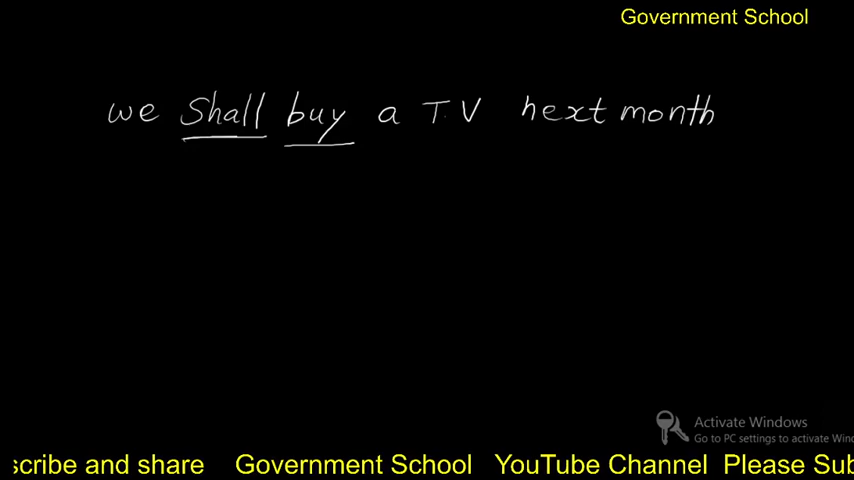 Government School
we Shall buy a T.V next month
Activate Windows
Go to PC settings to activate Win
scribe and share Government School YouTube Channel Please Sub